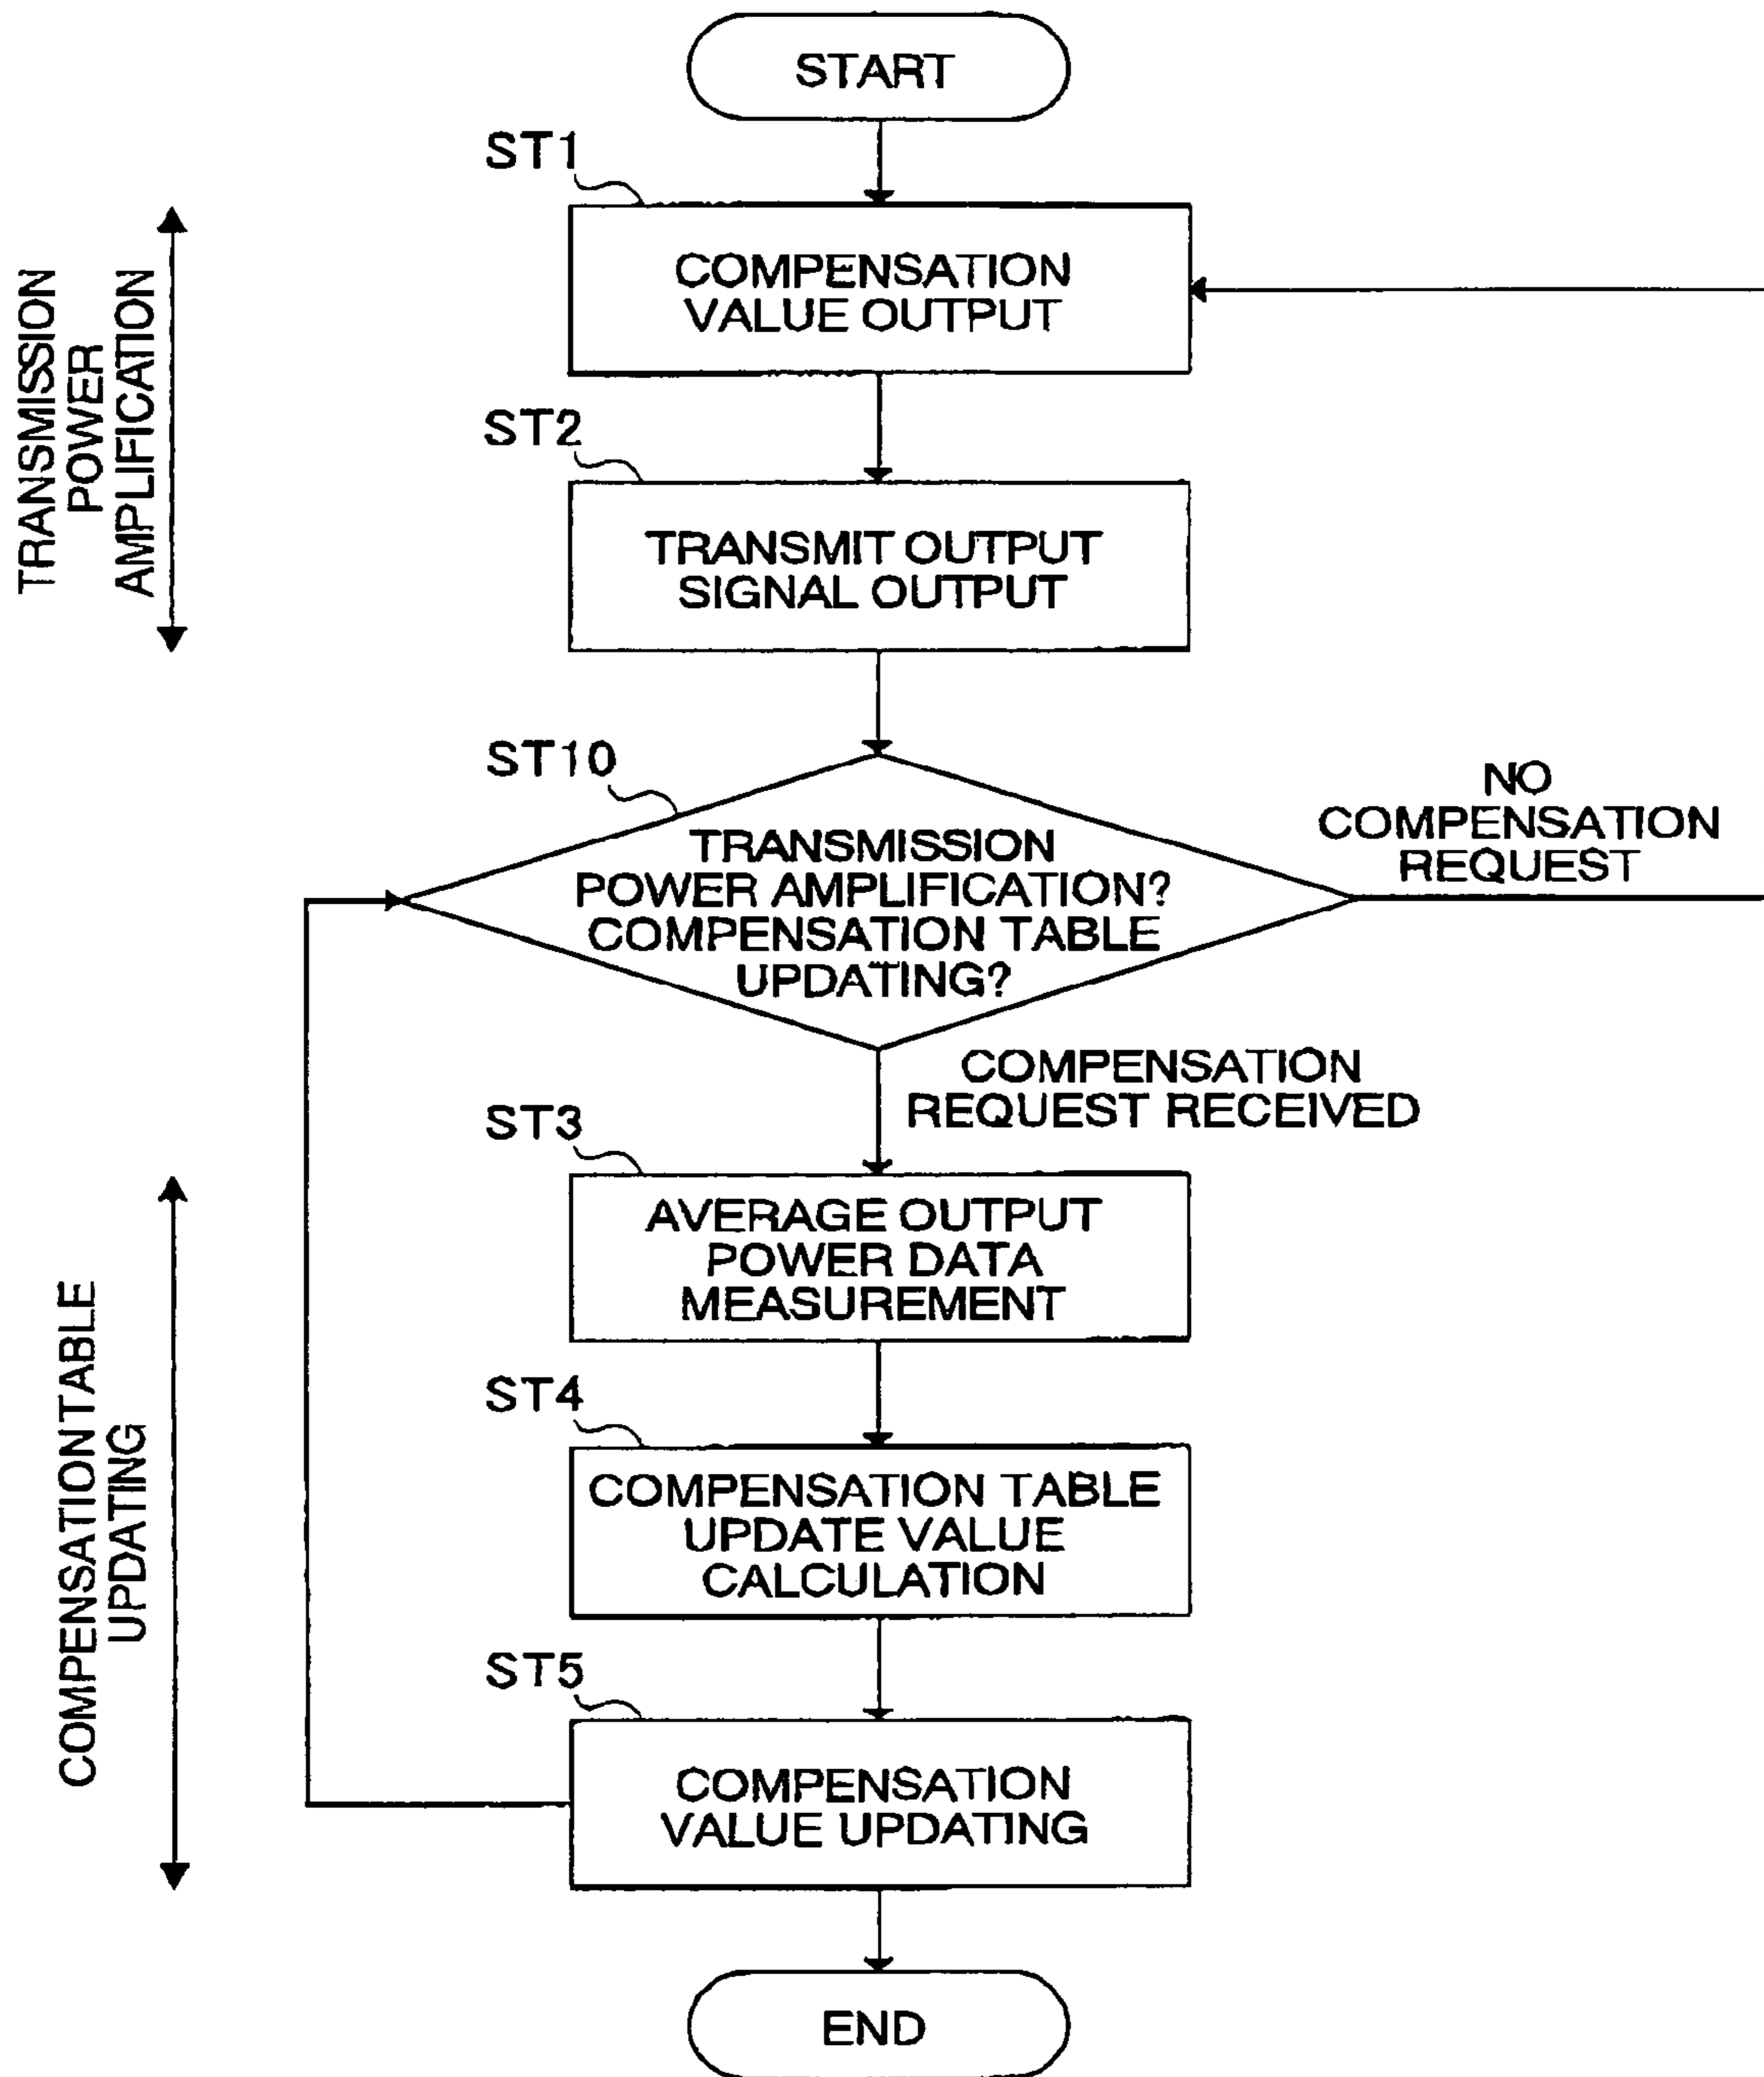 START
ST1
COMPENSATION
VALUE OUTPUT
TRANSMISSION
POWER
AMPLIFICATION
ST2
TRANSMIT OUTPUT
SIGNAL OUTPUT
ST10
TRANSMISSION
POWER AMPLIFICATION?
COMPENSATION TABLE
UPDATING?
NO
COMPENSATION
REQUEST
COMPENSATION
REQUEST RECEIVED
ST3
AVERAGE OUTPUT
POWER DATA
MEASUREMENT
COMPENSATION TABLE
UPDATING
ST4
COMPENSATION TABLE
UPDATE VALUE
CALCULATION
ST5
COMPENSATION
VALUE UPDATING
END